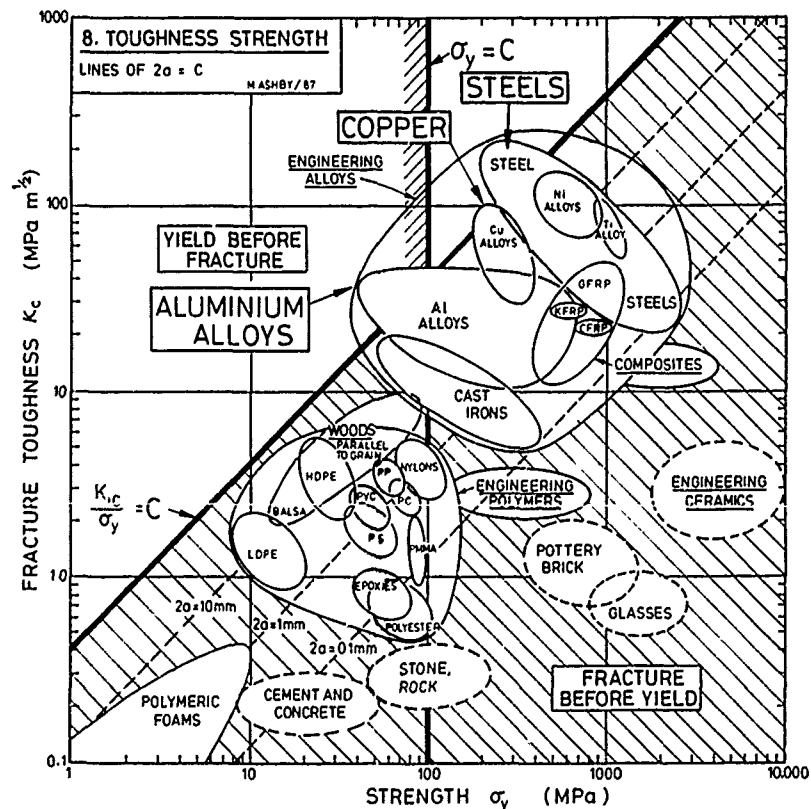 8. TOUGHNESS STRENGTH
LINES OF 2a = C
M ASHBY/87
σy = C
STEELS
COPPER
ENGINEERING
ALLOYS
STEEL
Ni
ALLOYS
Ti
ALLOY
Cu
ALLOYS
YIELD BEFORE
FRACTURE
ALUMINIUM
ALLOYS
GFRP
STEELS
Al
ALLOYS
KFRP
CFRP
COMPOSITES
CAST
IRONS
WOODS
PARALLEL
TO GRAIN
PP
NYLONS
HDPE
ENGINEERING
POLYMERS
ENGINEERING
CERAMICS
K1C
σy
= C
BALSA
PVC
PC
PS
PMMA
LDPE
POTTERY
BRICK
EPOXIES
GLASSES
2a=10mm
2a=1mm
POLYESTER
2a=0.1mm
STONE,
ROCK
FRACTURE
BEFORE YIELD
POLYMERIC
FOAMS
CEMENT AND
CONCRETE
FRACTURE TOUGHNESS Kc (MPa m½)
1000
100
10
1.0
0.1
1
10
100
1000
10.000
STRENGTH σy (MPa)